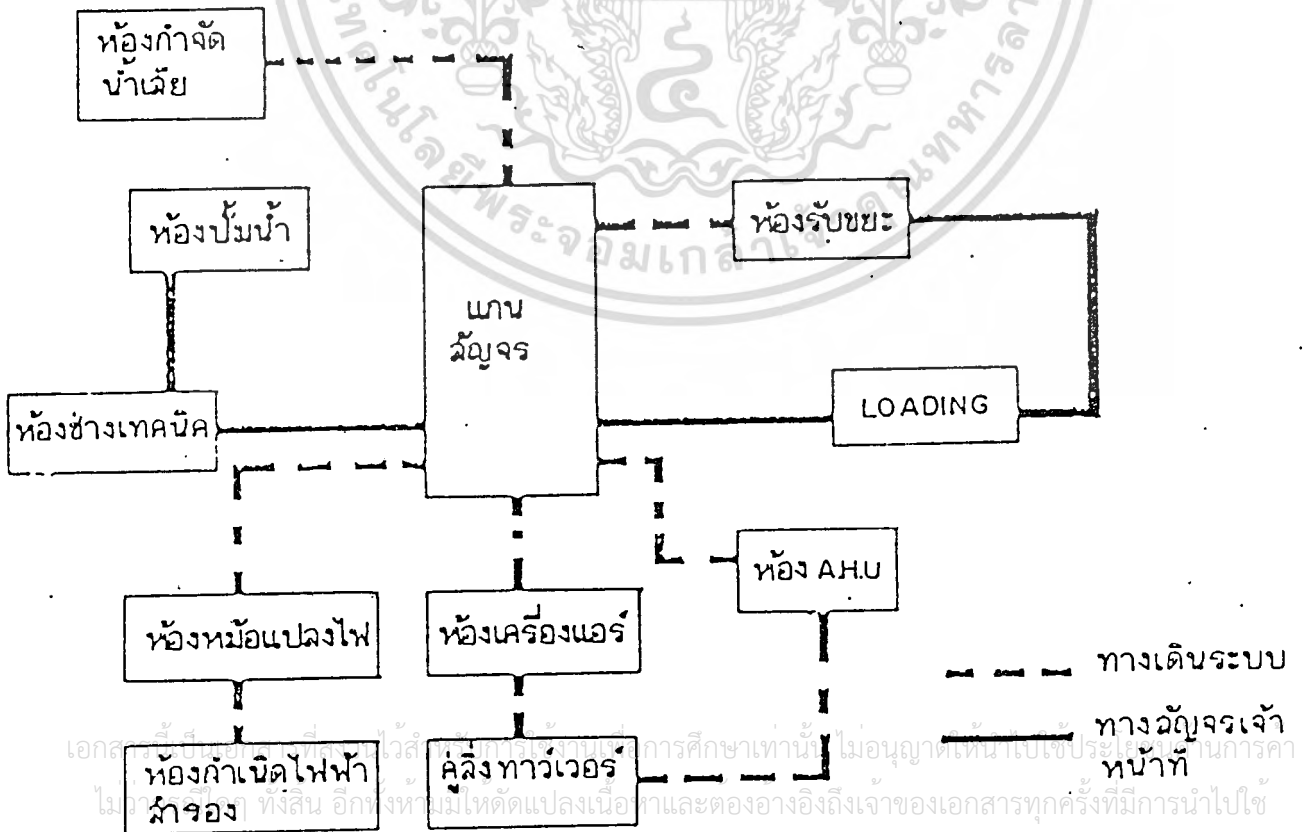 ห้องกำจัด
น้ำเสีย
ห้องปั๊มน้ำ
ห้องรับขยะ
แกน
สัญจร
ห้องช่างเทคนิค
LOADING
ห้อง A.H.U
ห้องหม้อแปลงไฟ
ห้องเครื่องแอร์
ทางเดินระบบ
ทางสัญจรเจ้า
หน้าที่
ห้องกำเนิดไฟฟ้า
สำรอง
คูลิ่งทาว์เวอร์
เอกสารนี้เป็นเอกสารที่สงวนไว้สำหรับการใช้งานเพื่อการศึกษาเท่านั้น ไม่อนุญาตให้นำไปใช้ประโยชน์ด้านการค้า
ไม่ว่ากรณีใดๆ ทั้งสิ้น อีกทั้งห้ามมิให้ดัดแปลงเนื้อหาและต้องอ้างอิงถึงเจ้าของเอกสารทุกครั้งที่มีการนำไปใช้